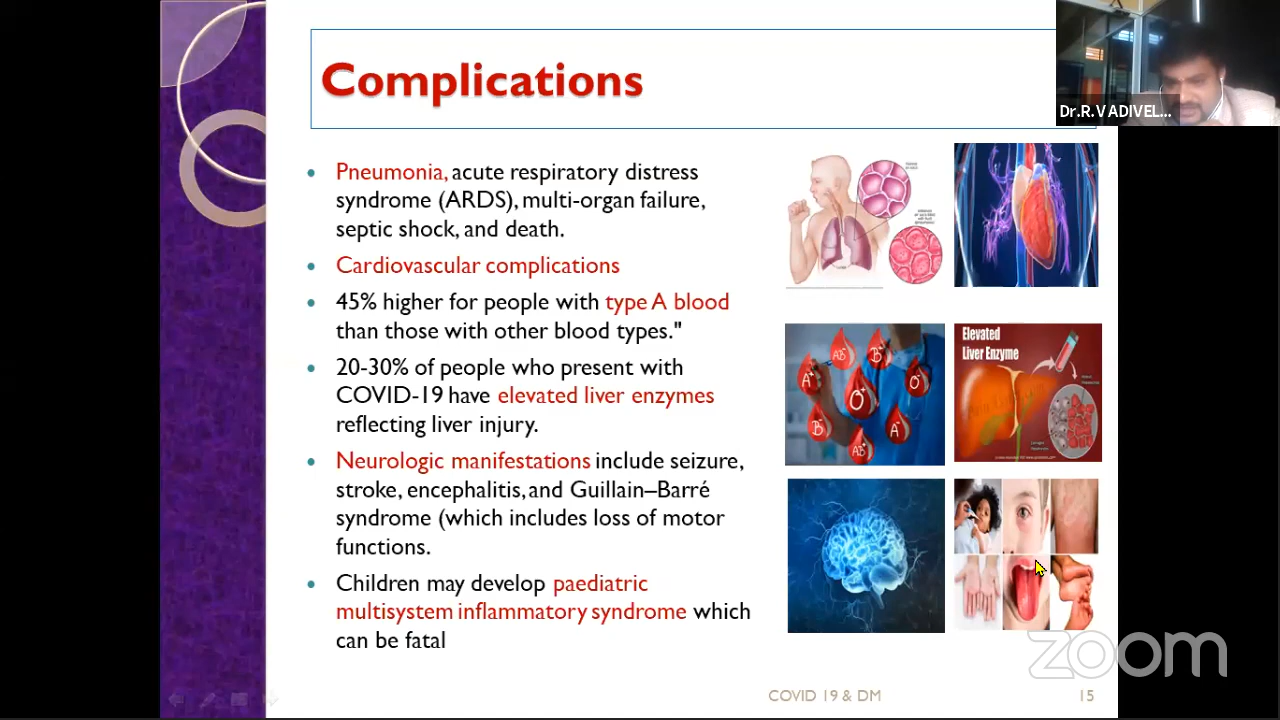 Complications
Dr.R.VADIVEL...
Pneumonia, acute respiratory distress
syndrome (ARDS), multi-organ failure,
septic shock, and death.
Cardiovascular complications
45% higher for people with type A blood
than those with other blood types."
20-30% of people who present with
COVID-19 have elevated liver enzymes
reflecting liver injury.
Neurologic manifestations include seizure,
stroke, encephalitis, and Guillain–Barré
syndrome (which includes loss of motor
functions.
Children may develop paediatric
multisystem inflammatory syndrome which
can be fatal
AB-
B+
A+
O+
O-
B-
A-
AB+
Elevated
Liver Enzyme
zoom
COVID 19 & DM
15